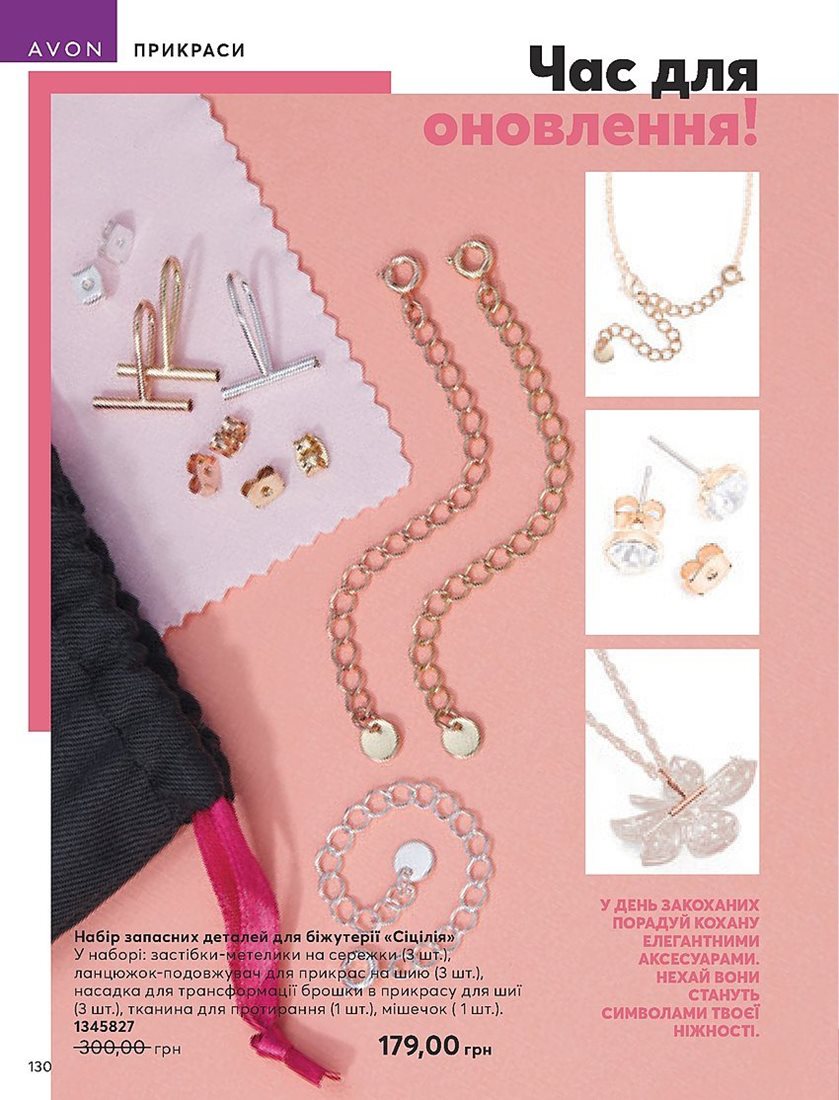 AVON ПРИКРАСИ
Час для
оновлення!
У ДЕНЬ ЗАКОХАНИХ
ПОРАДУЙ КОХАНУ
ЕЛЕГАНТНИМИ
АКСЕСУАРАМИ.
НЕХАЙ ВОНИ
СТАНУТЬ
СИМВОЛАМИ ТВОЄЇ
НІЖНОСТІ.
Набір запасних деталей для біжутерії «Сіцілія»
У наборі: застібки-метелики на сережки (3 шт.),
ланцюжок-подовжувач для прикрас на шию (3 шт.),
насадка для трансформації брошки в прикрасу для шиї
(3 шт.), тканина для протирання (1 шт.), мішечок ( 1 шт.).
1345827
300,00 грн 179,00 грн
130